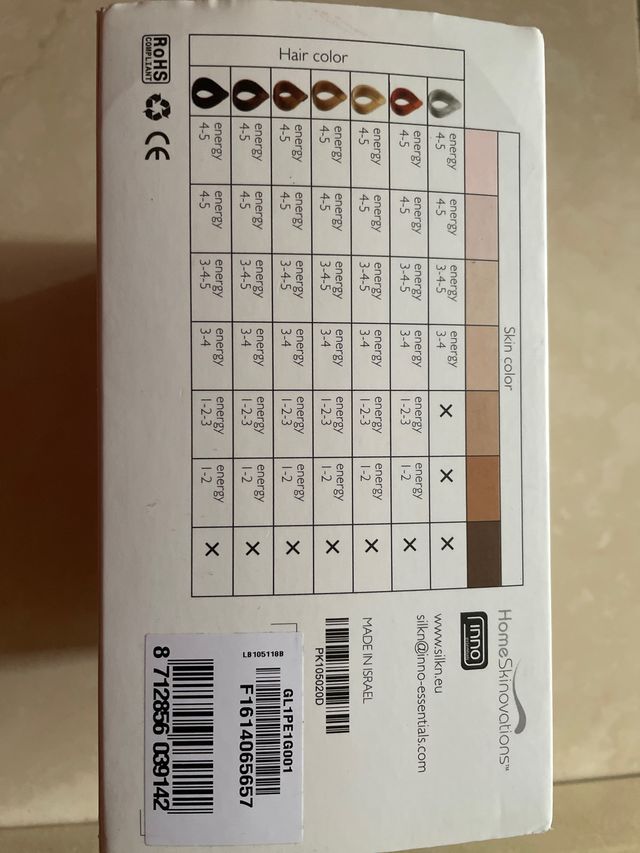 Skin color
Hair color
energy energy energy energy
4-5 4-5 3-4-5 3-4 X X X
energy energy energy energy energy energy
4-5 4-5 3-4-5 3-4 1-2-3 1-2 X
energy energy energy energy energy energy
4-5 4-5 3-4-5 3-4 1-2-3 1-2 X
energy energy energy energy energy energy
4-5 4-5 3-4-5 3-4 1-2-3 1-2 X
energy energy energy energy energy energy
4-5 4-5 3-4-5 3-4 1-2-3 1-2 X
energy energy energy energy energy energy
4-5 4-5 3-4-5 3-4 1-2-3 1-2 X
energy energy energy energy energy energy
4-5 4-5 3-4-5 3-4 1-2-3 1-2 X
RoHS
COMPLIANT
CE
HomeSkinovations™
inno
www.silkn.eu
silkn@inno-essentials.com
MADE IN ISRAEL
PK105020D
LB105118B
GL1PE1G001
F1614065657
8 712856 039142